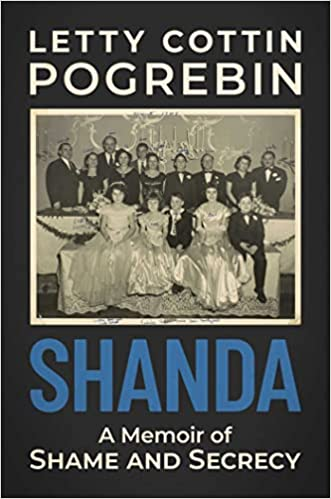 LETTY COTTIN
POGREBIN
SHANDA
A Memoir of
SHAME AND SECRECY